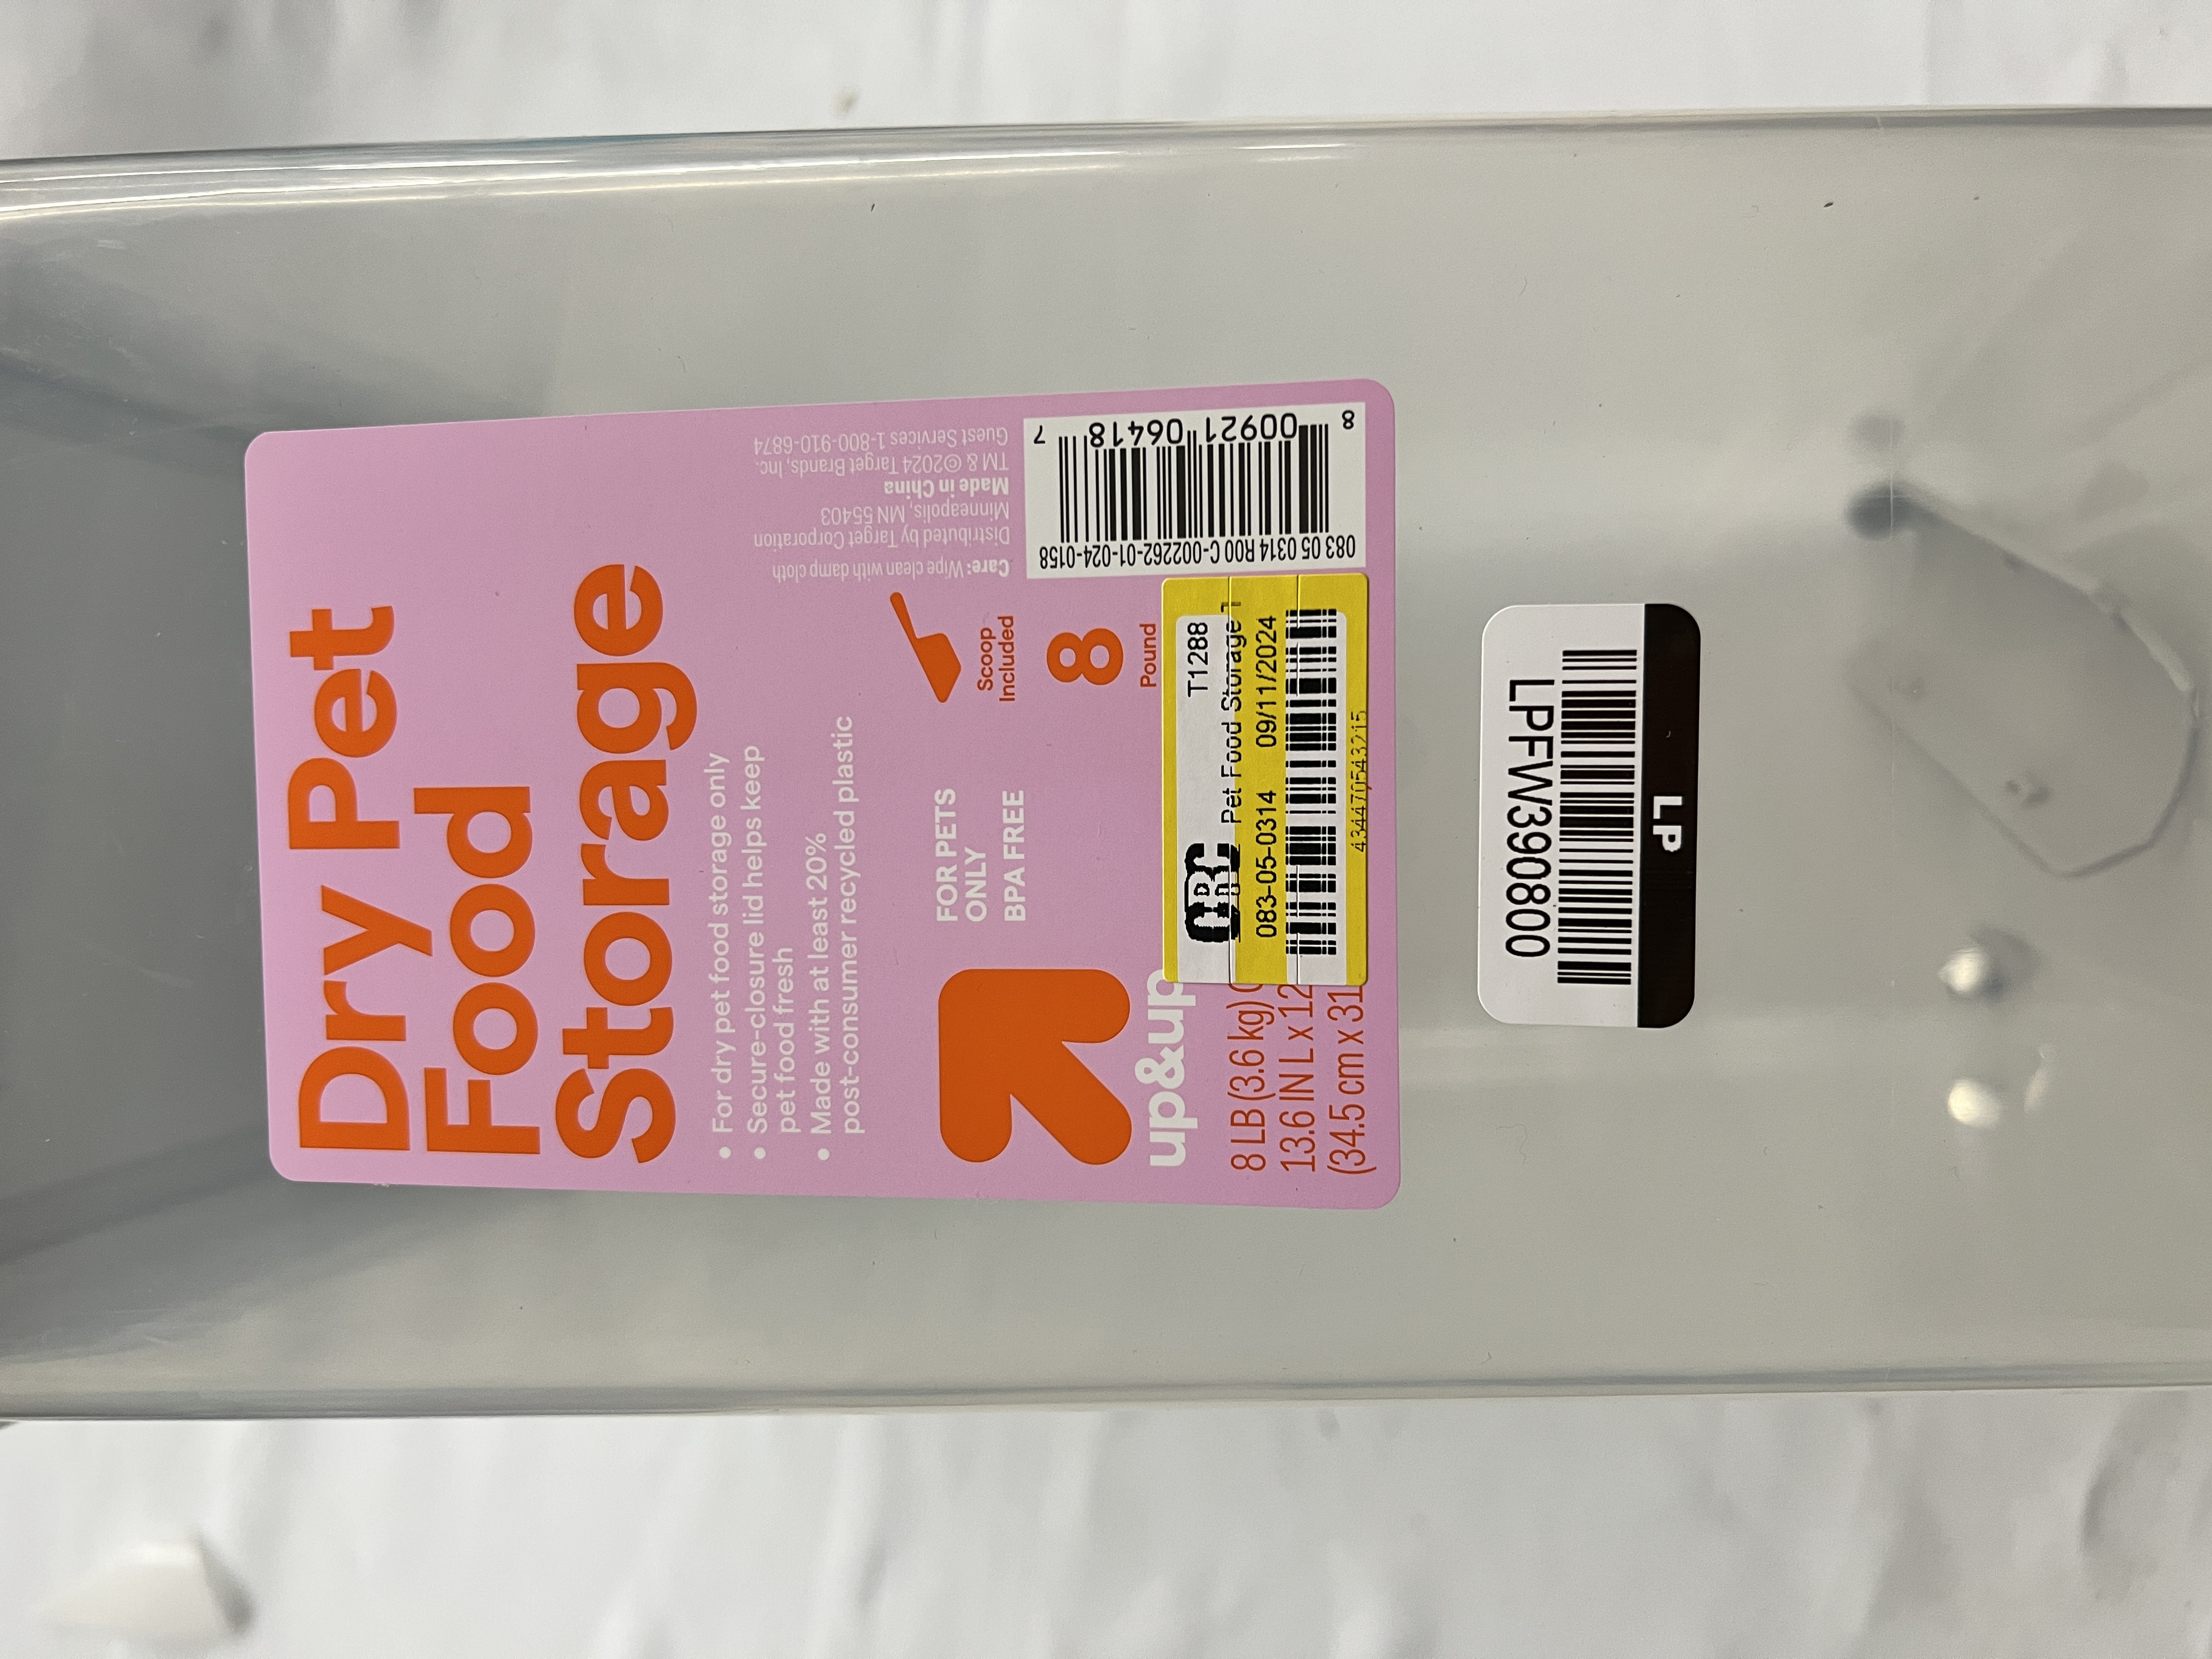 Dry Pet
Food
Storage
• For dry pet food storage only
• Secure-closure lid helps keep
pet food fresh
• Made with at least 20%
post-consumer recycled plastic
FOR PETS
ONLY
BPA FREE
Scoop
Included
8
Pound
up&up
8 LB (3.6 kg)
13.6 IN L x 12
(34.5 cm x 31
Care: Wipe clean with damp cloth
Distributed by Target Corporation
Minneapolis, MN 55403
Made in China
TM & ©2024 Target Brands, Inc.
Guest Services 1-800-910-6874
083 05 0314 R00 C-002262-01-024-0158
8 00921 06418 7
CRC T1288
Pet Food Storage
083-05-0314 09/11/2024
LPFW390800
LP